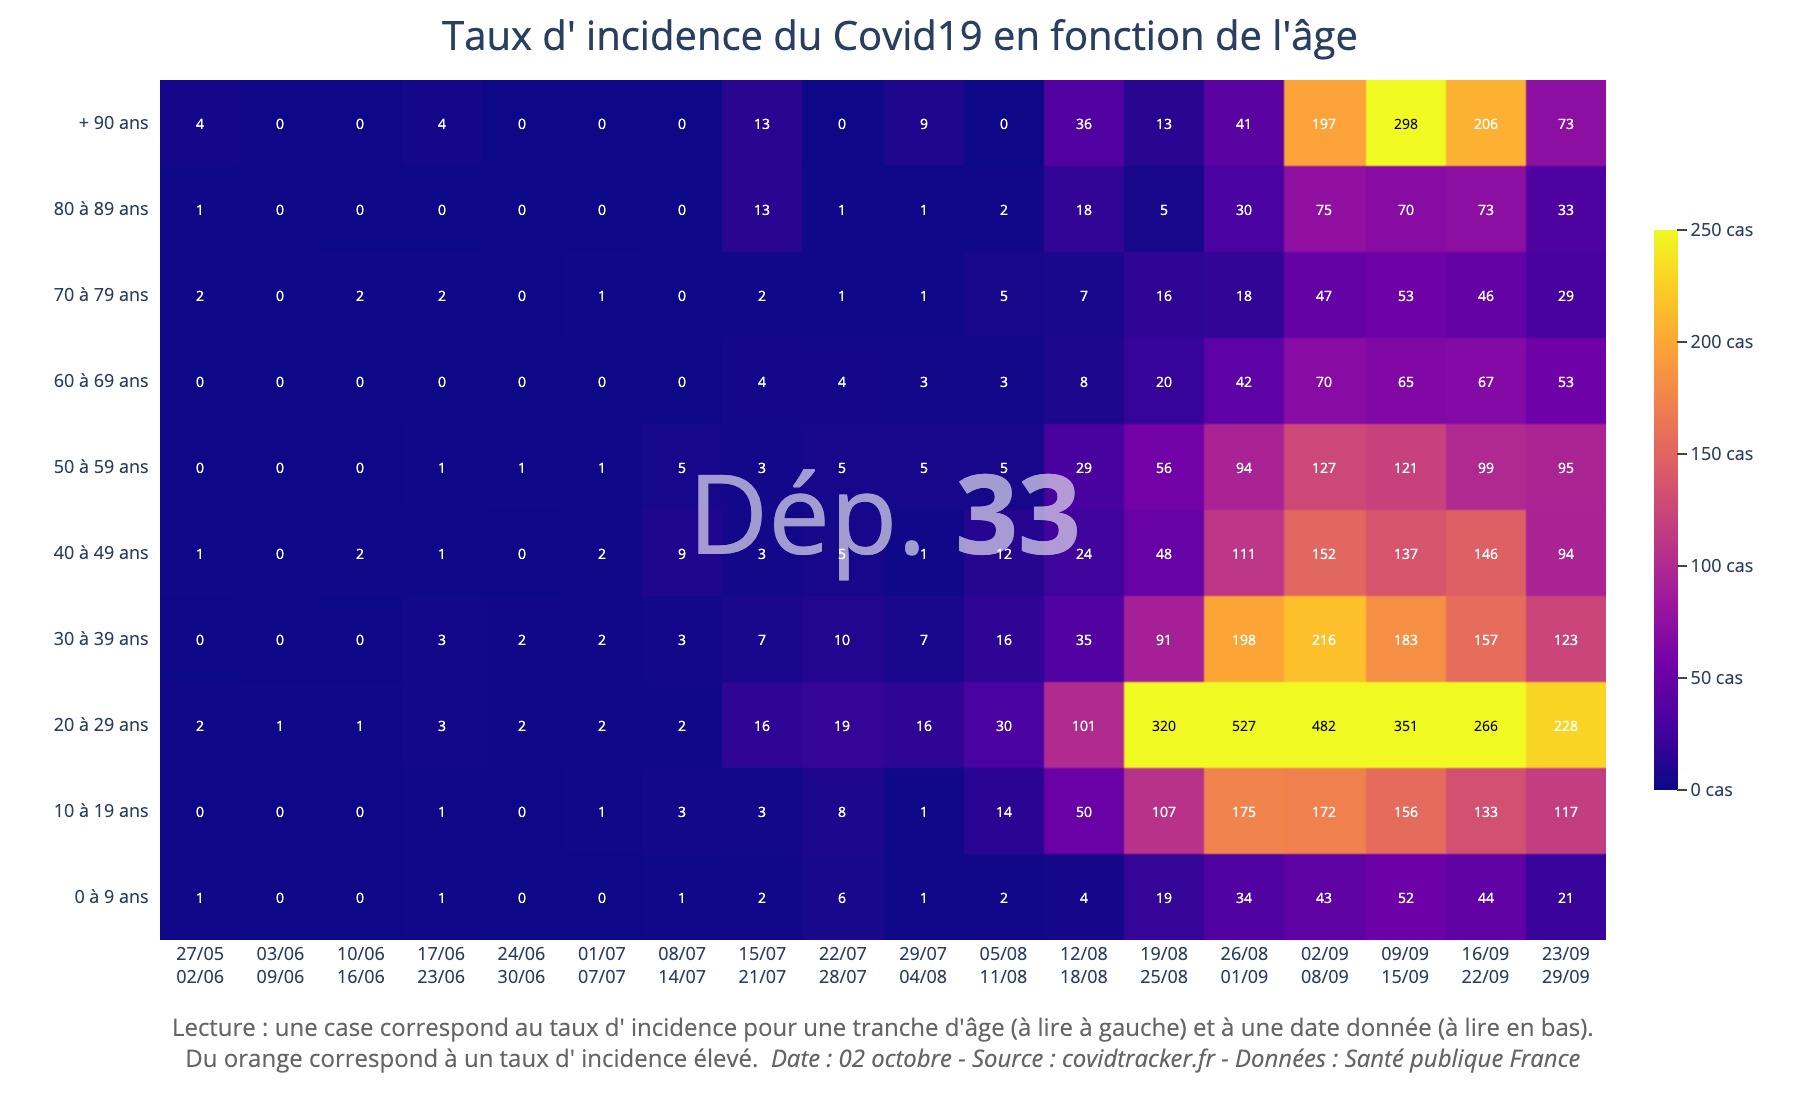 Taux d' incidence du Covid19 en fonction de l'âge
+ 90 ans 4 0 0 4 0 0 0 13 0 9 0 36 13 41 197 298 206 73
80 à 89 ans 1 0 0 0 0 0 0 13 1 1 2 18 5 30 75 70 73 33
70 à 79 ans 2 0 2 2 0 1 0 2 1 1 5 7 16 18 47 53 46 29
60 à 69 ans 0 0 0 0 0 0 0 4 4 3 3 8 20 42 70 65 67 53
50 à 59 ans 0 0 0 1 1 1 5 3 5 5 5 29 56 94 127 121 99 95
Dép. 33
40 à 49 ans 1 0 2 1 0 2 9 3 5 1 12 24 48 111 152 137 146 94
30 à 39 ans 0 0 0 3 2 2 3 7 10 7 16 35 91 198 216 183 157 123
20 à 29 ans 2 1 1 3 2 2 2 16 19 16 30 101 320 527 482 351 266 228
10 à 19 ans 0 0 0 1 0 1 3 3 8 1 14 50 107 175 172 156 133 117
0 à 9 ans 1 0 0 1 0 0 1 2 6 1 2 4 19 34 43 52 44 21
27/05 03/06 10/06 17/06 24/06 01/07 08/07 15/07 22/07 29/07 05/08 12/08 19/08 26/08 02/09 09/09 16/09 23/09
02/06 09/06 16/06 23/06 30/06 07/07 14/07 21/07 28/07 04/08 11/08 18/08 25/08 01/09 08/09 15/09 22/09 29/09
250 cas
200 cas
150 cas
100 cas
50 cas
0 cas
Lecture : une case correspond au taux d' incidence pour une tranche d'âge (à lire à gauche) et à une date donnée (à lire en bas).
Du orange correspond à un taux d' incidence élevé. Date : 02 octobre - Source : covidtracker.fr - Données : Santé publique France